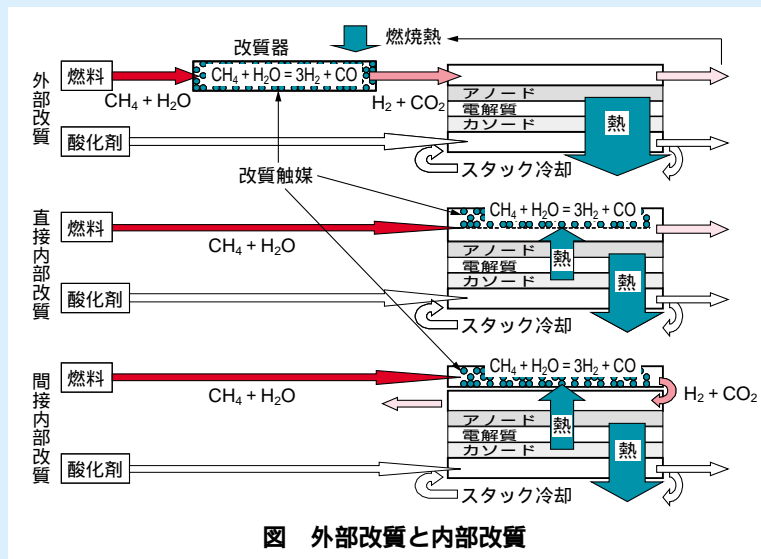 改質器
燃焼熱
外部改質
燃料
CH₄ + H₂O
CH₄ + H₂O = 3H₂ + CO
H₂ + CO₂
アノード
電解質
カソード
熱
酸化剤
スタック冷却
改質触媒
直接内部改質
燃料
CH₄ + H₂O
CH₄ + H₂O = 3H₂ + CO
アノード
電解質
カソード
熱
熱
酸化剤
スタック冷却
間接内部改質
燃料
CH₄ + H₂O
CH₄ + H₂O = 3H₂ + CO
H₂ + CO₂
アノード
電解質
カソード
熱
熱
酸化剤
スタック冷却
図 外部改質と内部改質